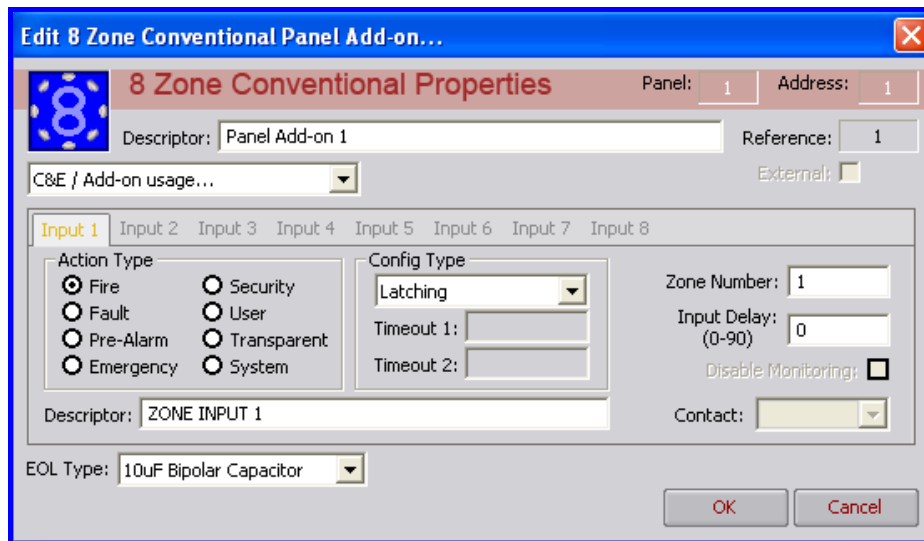 Edit 8 Zone Conventional Panel Add-on...
8
8 Zone Conventional Properties
Panel: 1
Address: 1
Descriptor: Panel Add-on 1
Reference: 1
C&E / Add-on usage...
External:
Input 1 Input 2 Input 3 Input 4 Input 5 Input 6 Input 7 Input 8
Action Type
Fire
Security
Fault
User
Pre-Alarm
Transparent
Emergency
System
Config Type
Latching
Timeout 1:
Timeout 2:
Zone Number: 1
Input Delay: 0
(0-90)
Disable Monitoring:
Descriptor: ZONE INPUT 1
Contact:
EOL Type: 10uF Bipolar Capacitor
OK
Cancel